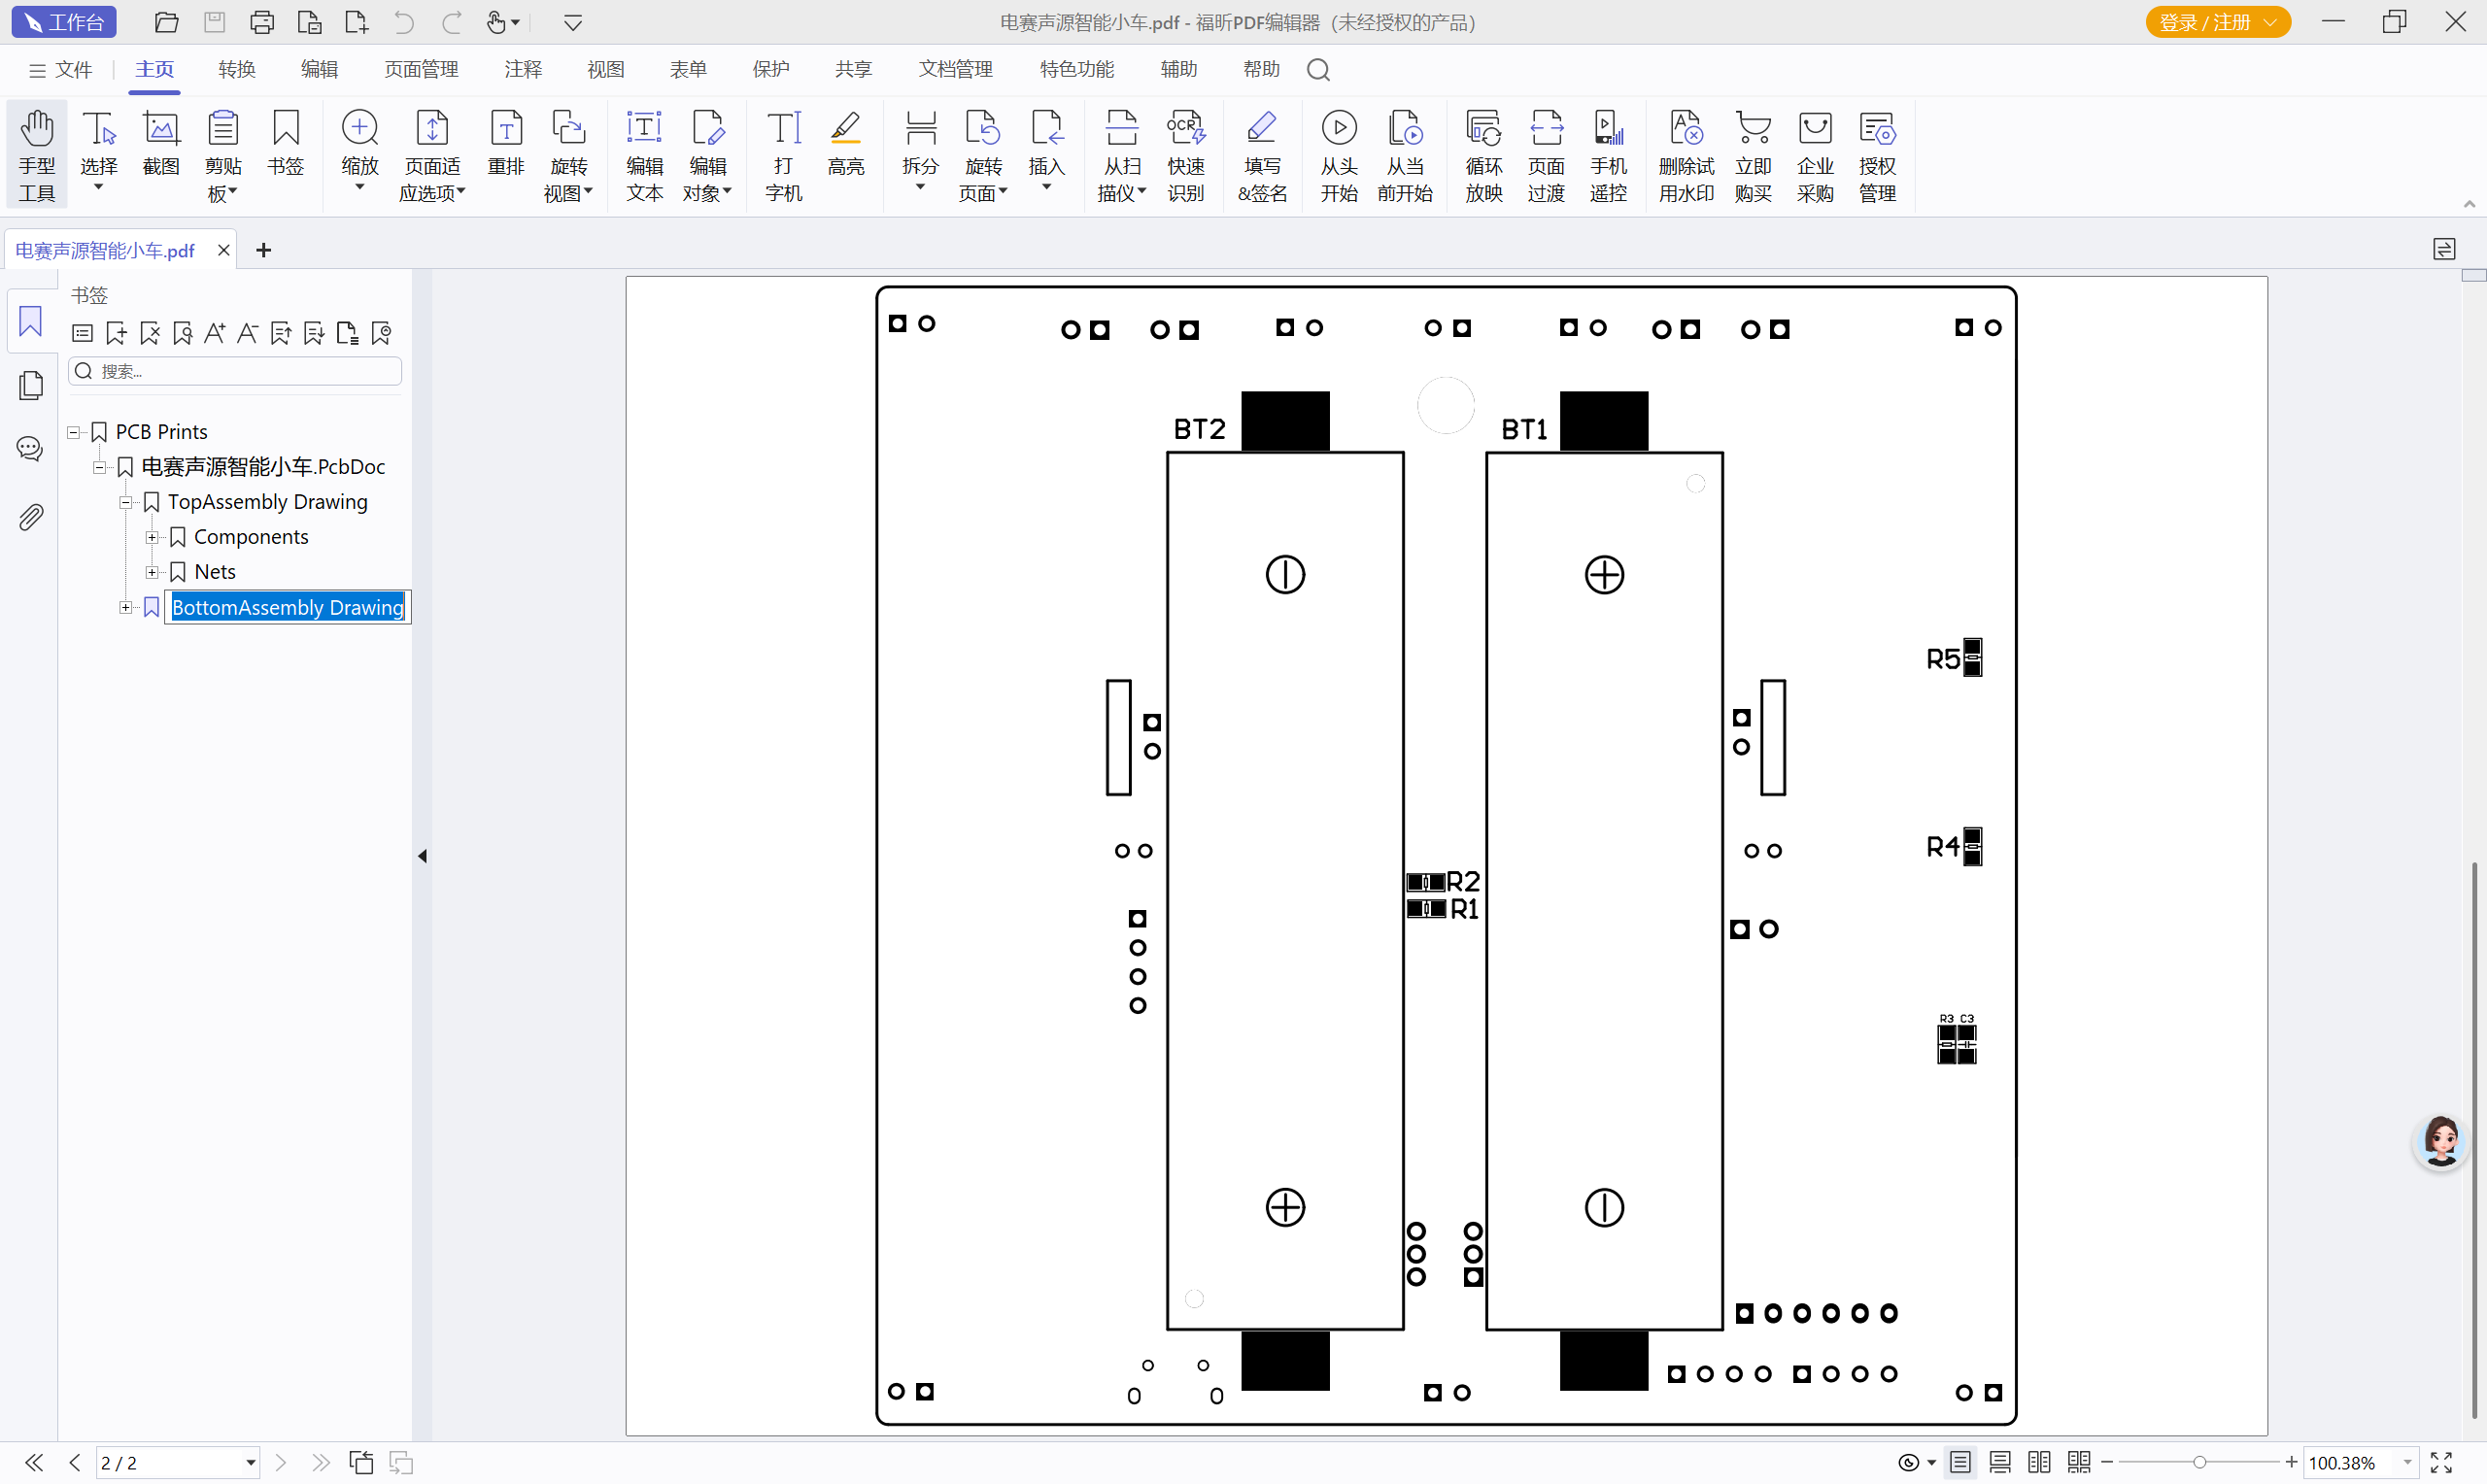 工作台
电赛声源智能小车.pdf - 福昕PDF编辑器 (未经授权的产品)
登录 / 注册
文件 主页 转换 编辑 页面管理 注释 视图 表单 保护 共享 文档管理 特色功能 辅助 帮助
手型 选择 截图 剪贴 书签 缩放 页面适 重排 旋转 编辑 编辑 打 高亮 拆分 旋转 插入 从扫 快速 填写 从头 从当 循环 页面 手机 删除试 立即 企业 授权
工具 板 应选项 视图 文本 对象 字机 页面 描仪 识别 &签名 开始 前开始 放映 过渡 遥控 用水印 购买 采购 管理
电赛声源智能小车.pdf
书签
搜索...
PCB Prints
电赛声源智能小车.PcbDoc
TopAssembly Drawing
Components
Nets
BottomAssembly Drawing
BT2 BT1
R5
R4
R2
R1
R3 C3
2 / 2
100.38%